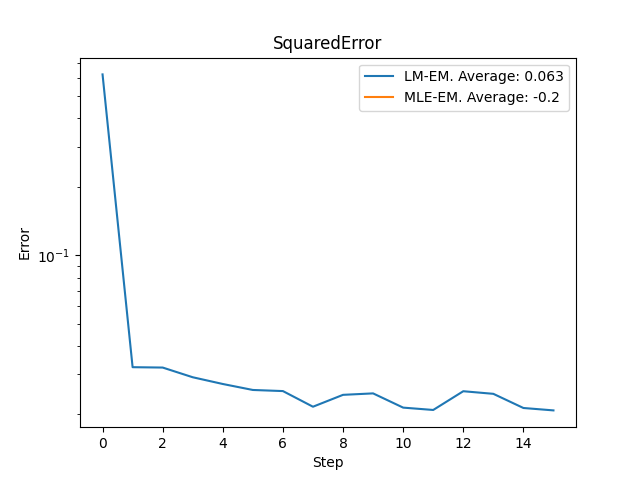 SquaredError
LM-EM. Average: 0.063
MLE-EM. Average: -0.2
Error
10⁻¹
0 2 4 6 8 10 12 14
Step